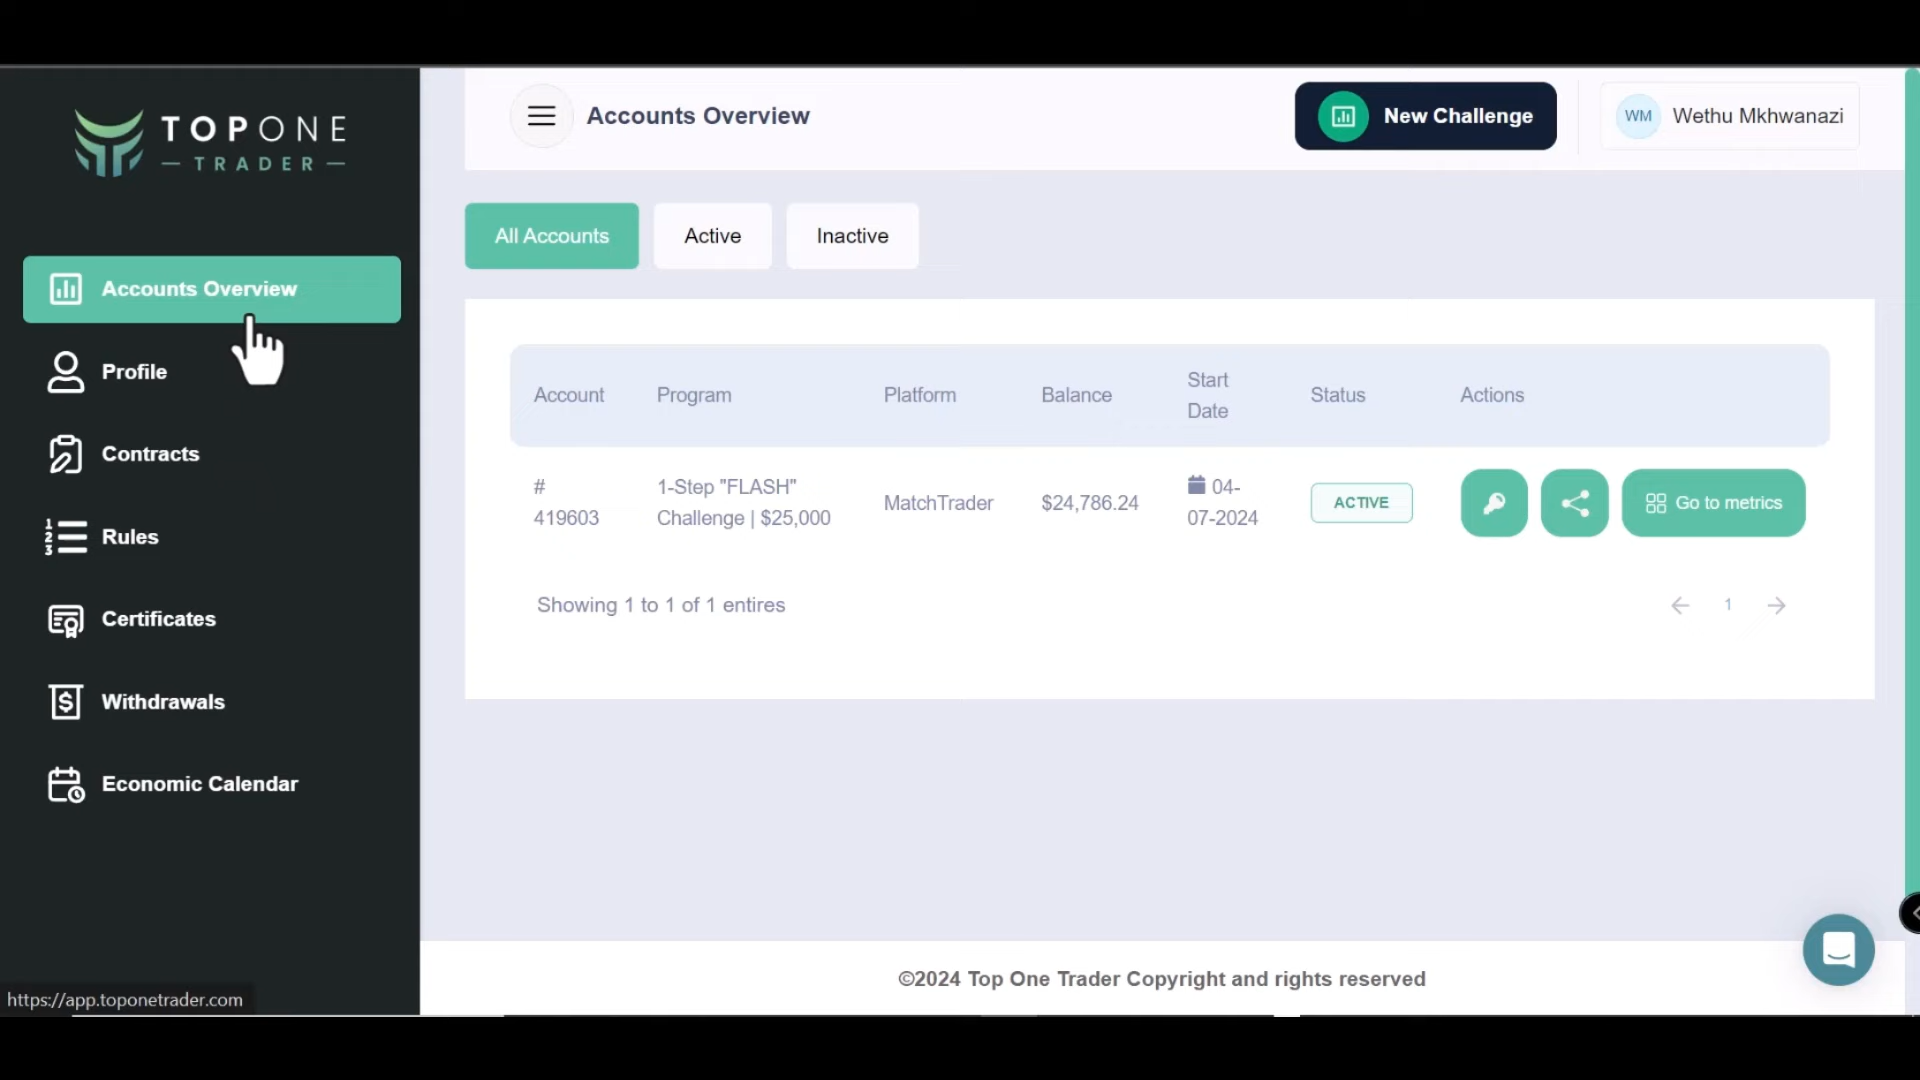 TOPONE
TRADER
Accounts Overview
New Challenge
WM
Wethu Mkhwanazi
All Accounts
Active
Inactive
Accounts Overview
Profile
Contracts
1
2
3
Rules
Certificates
Withdrawals
Economic Calendar
Account
Program
Platform
Balance
Start
Date
Status
Actions
#
419603
1-Step "FLASH"
Challenge | $25,000
MatchTrader
$24,786.24
04-
07-2024
ACTIVE
Go to metrics
Showing 1 to 1 of 1 entires
1
©2024 Top One Trader Copyright and rights reserved
https://app.toponetrader.com